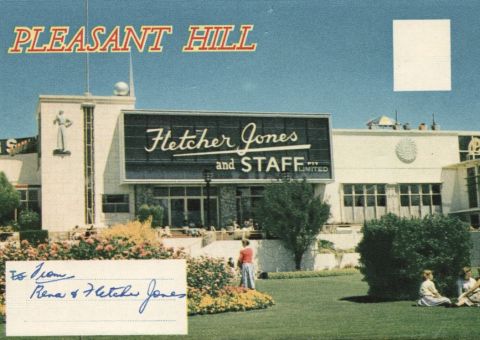 PLEASANT HILL
Fletcher Jones
and STAFF PTY
LIMITED
To From
Rena & Fletcher Jones